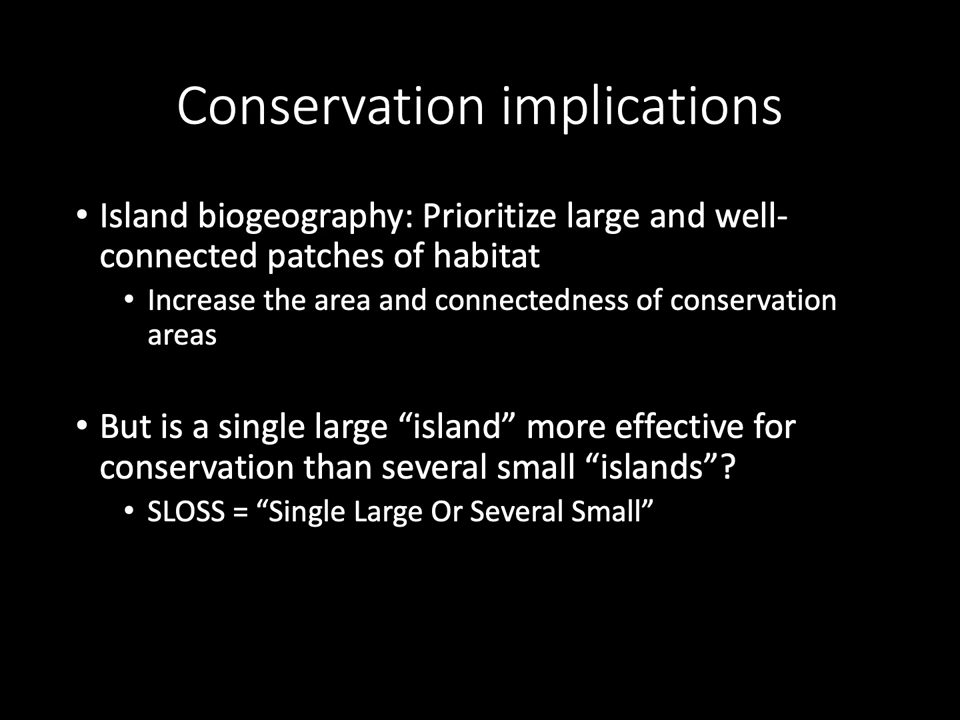 Conservation implications
• Island biogeography: Prioritize large and well-
connected patches of habitat
• Increase the area and connectedness of conservation
areas
• But is a single large “island” more effective for
conservation than several small “islands”?
• SLOSS = “Single Large Or Several Small”